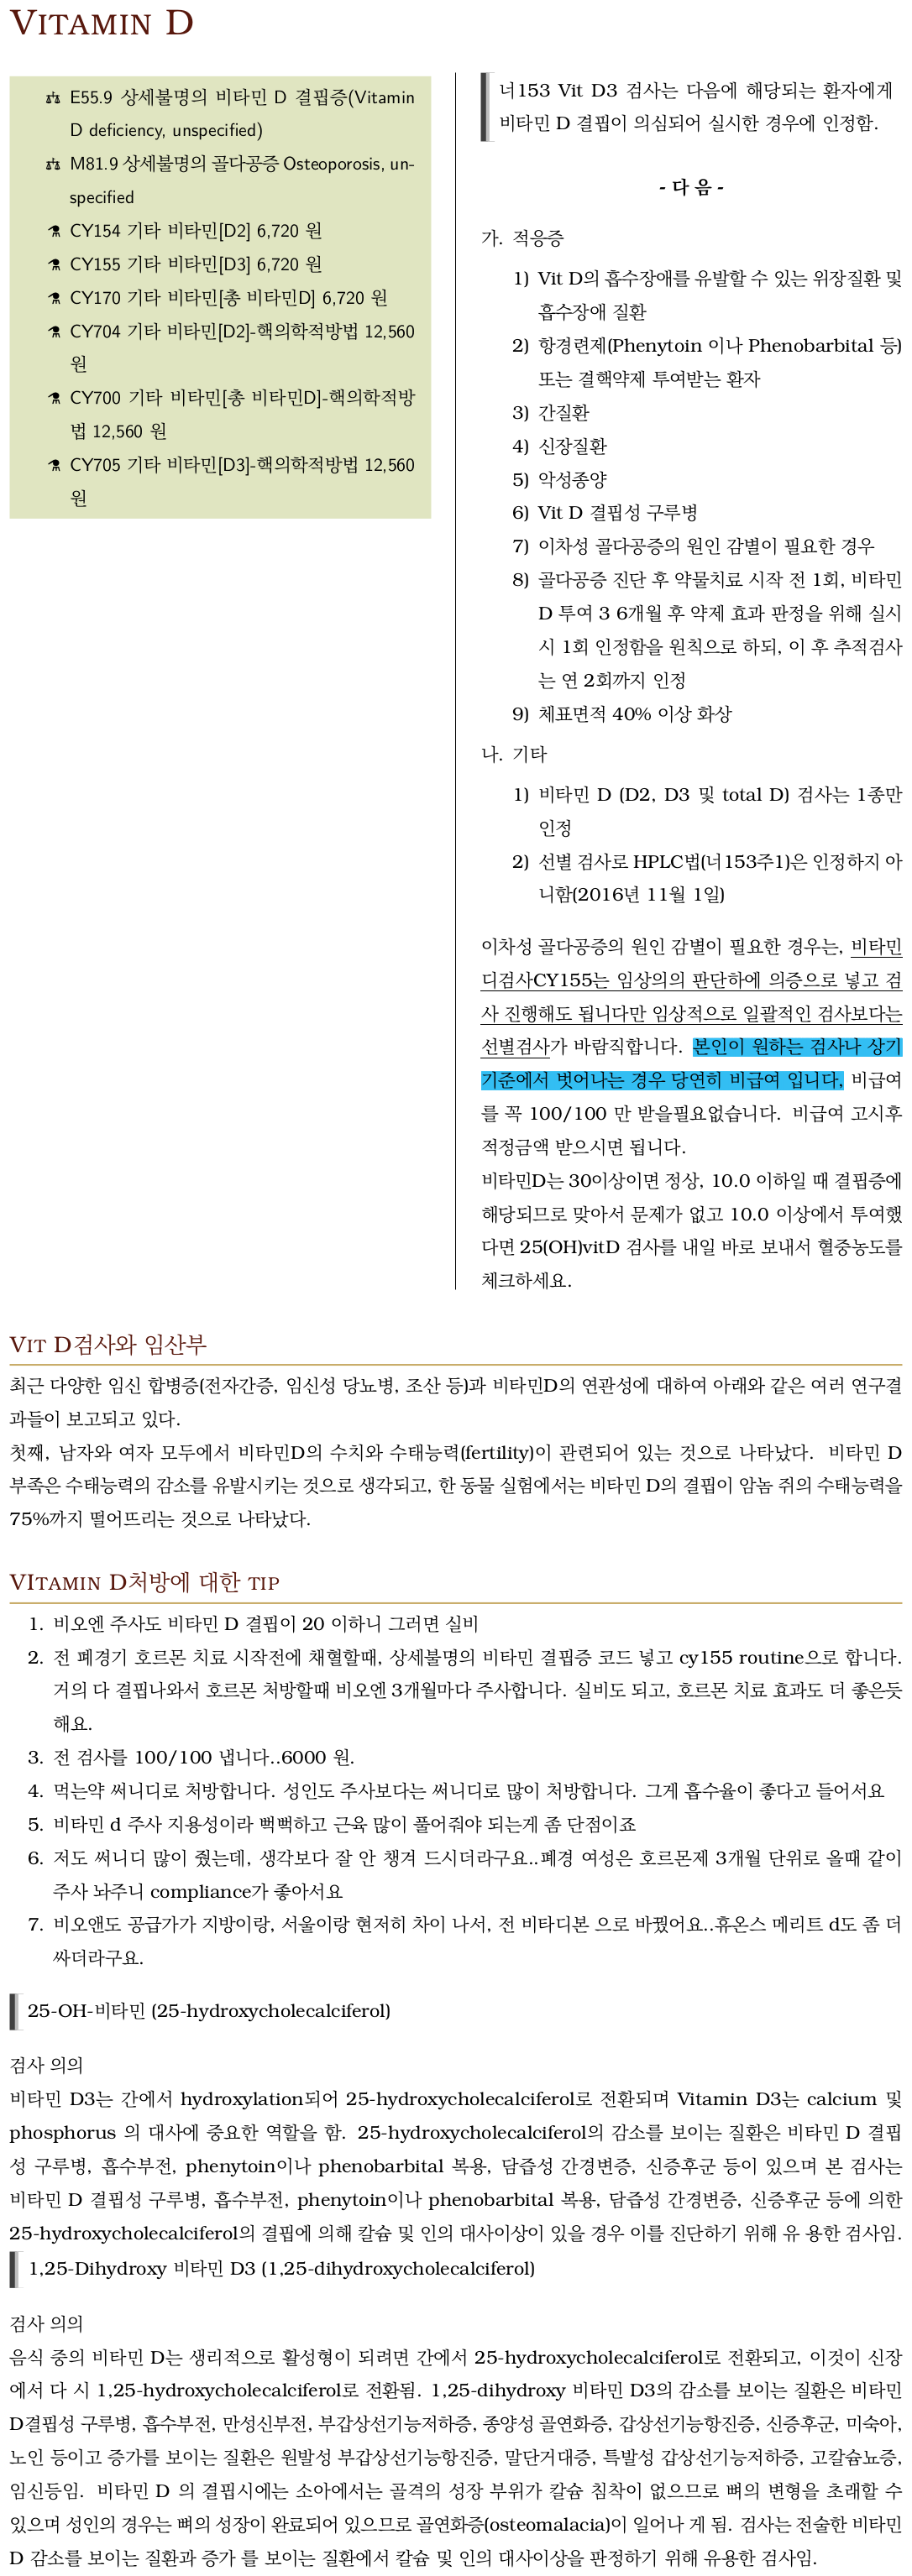 VITAMIN D
E55.9 상세불명의 비타민 D 결핍증(Vitamin
D deficiency, unspecified)
M81.9 상세불명의 골다공증 Osteoporosis, un-
specified
CY154 기타 비타민[D2] 6,720 원
CY155 기타 비타민[D3] 6,720 원
CY170 기타 비타민[총 비타민D] 6,720 원
CY704 기타 비타민[D2]-핵의학적방법 12,560
원
CY700 기타 비타민[총 비타민D]-핵의학적방
법 12,560 원
CY705 기타 비타민[D3]-핵의학적방법 12,560
원
너153 Vit D3 검사는 다음에 해당되는 환자에게
비타민 D 결핍이 의심되어 실시한 경우에 인정함.
- 다 음 -
가. 적응증
1) Vit D의 흡수장애를 유발할 수 있는 위장질환 및
흡수장애 질환
2) 항경련제(Phenytoin 이나 Phenobarbital 등)
또는 결핵약제 투여받는 환자
3) 간질환
4) 신장질환
5) 악성종양
6) Vit D 결핍성 구루병
7) 이차성 골다공증의 원인 감별이 필요한 경우
8) 골다공증 진단 후 약물치료 시작 전 1회, 비타민
D 투여 3 6개월 후 약제 효과 판정을 위해 실시
시 1회 인정함을 원칙으로 하되, 이 후 추적검사
는 연 2회까지 인정
9) 체표면적 40% 이상 화상
나. 기타
1) 비타민 D (D2, D3 및 total D) 검사는 1종만
인정
2) 선별 검사로 HPLC법(너153주1)은 인정하지 아
니함(2016년 11월 1일)
이차성 골다공증의 원인 감별이 필요한 경우는, 비타민
디검사CY155는 임상의의 판단하에 의증으로 넣고 검
사 진행해도 됩니다만 임상적으로 일괄적인 검사보다는
선별검사가 바람직합니다. 본인이 원하는 검사나 상기
기준에서 벗어나는 경우 당연히 비급여 입니다, 비급여
를 꼭 100/100 만 받을필요없습니다. 비급여 고시후
적정금액 받으시면 됩니다.
비타민D는 30이상이면 정상, 10.0 이하일 때 결핍증에
해당되므로 맞아서 문제가 없고 10.0 이상에서 투여했
다면 25(OH)vitD 검사를 내일 바로 보내서 혈중농도를
체크하세요.
VIT D검사와 임산부
최근 다양한 임신 합병증(전자간증, 임신성 당뇨병, 조산 등)과 비타민D의 연관성에 대하여 아래와 같은 여러 연구결
과들이 보고되고 있다.
첫째, 남자와 여자 모두에서 비타민D의 수치와 수태능력(fertility)이 관련되어 있는 것으로 나타났다. 비타민 D
부족은 수태능력의 감소를 유발시키는 것으로 생각되고, 한 동물 실험에서는 비타민 D의 결핍이 암놈 쥐의 수태능력을
75%까지 떨어뜨리는 것으로 나타났다.
VITAMIN D처방에 대한 TIP
1. 비오엔 주사도 비타민 D 결핍이 20 이하니 그러면 실비
2. 전 폐경기 호르몬 치료 시작전에 채혈할때, 상세불명의 비타민 결핍증 코드 넣고 cy155 routine으로 합니다.
거의 다 결핍나와서 호르몬 처방할때 비오엔 3개월마다 주사합니다. 실비도 되고, 호르몬 치료 효과도 더 좋은듯
해요.
3. 전 검사를 100/100 냅니다..6000 원.
4. 먹는약 써니디로 처방합니다. 성인도 주사보다는 써니디로 많이 처방합니다. 그게 흡수율이 좋다고 들어서요
5. 비타민 d 주사 지용성이라 뻑뻑하고 근육 많이 풀어줘야 되는게 좀 단점이죠
6. 저도 써니디 많이 줬는데, 생각보다 잘 안 챙겨 드시더라구요..폐경 여성은 호르몬제 3개월 단위로 올때 같이
주사 놔주니 compliance가 좋아서요
7. 비오앤도 공급가가 지방이랑, 서울이랑 현저히 차이 나서, 전 비타디본 으로 바꿨어요..휴온스 메리트 d도 좀 더
싸더라구요.
25-OH-비타민 (25-hydroxycholecalciferol)
검사 의의
비타민 D3는 간에서 hydroxylation되어 25-hydroxycholecalciferol로 전환되며 Vitamin D3는 calcium 및
phosphorus 의 대사에 중요한 역할을 함. 25-hydroxycholecalciferol의 감소를 보이는 질환은 비타민 D 결핍
성 구루병, 흡수부전, phenytoin이나 phenobarbital 복용, 담즙성 간경변증, 신증후군 등이 있으며 본 검사는
비타민 D 결핍성 구루병, 흡수부전, phenytoin이나 phenobarbital 복용, 담즙성 간경변증, 신증후군 등에 의한
25-hydroxycholecalciferol의 결핍에 의해 칼슘 및 인의 대사이상이 있을 경우 이를 진단하기 위해 유 용한 검사임.
1,25-Dihydroxy 비타민 D3 (1,25-dihydroxycholecalciferol)
검사 의의
음식 중의 비타민 D는 생리적으로 활성형이 되려면 간에서 25-hydroxycholecalciferol로 전환되고, 이것이 신장
에서 다 시 1,25-hydroxycholecalciferol로 전환됨. 1,25-dihydroxy 비타민 D3의 감소를 보이는 질환은 비타민
D결핍성 구루병, 흡수부전, 만성신부전, 부갑상선기능저하증, 종양성 골연화증, 갑상선기능항진증, 신증후군, 미숙아,
노인 등이고 증가를 보이는 질환은 원발성 부갑상선기능항진증, 말단거대증, 특발성 갑상선기능저하증, 고칼슘뇨증,
임신등임. 비타민 D 의 결핍시에는 소아에서는 골격의 성장 부위가 칼슘 침착이 없으므로 뼈의 변형을 초래할 수
있으며 성인의 경우는 뼈의 성장이 완료되어 있으므로 골연화증(osteomalacia)이 일어나 게 됨. 검사는 전술한 비타민
D 감소를 보이는 질환과 증가 를 보이는 질환에서 칼슘 및 인의 대사이상을 판정하기 위해 유용한 검사임.